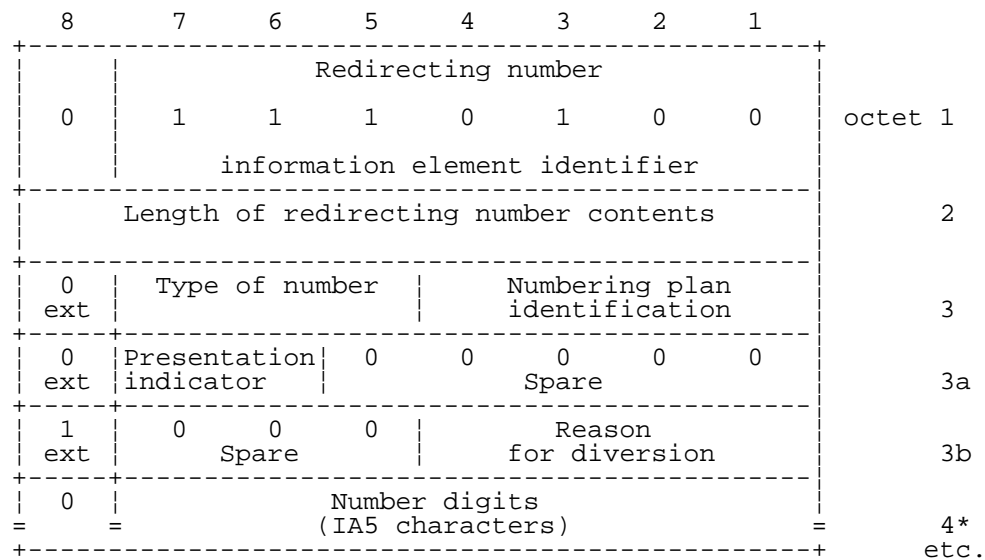 8 7 6 5 4 3 2 1
Redirecting number
0 1 1 1 0 1 0 0 octet 1
information element identifier
Length of redirecting number contents 2
0 Type of number Numbering plan
ext identification 3
0 Presentation 0 0 0 0 0
ext indicator Spare 3a
1 0 0 0 Reason
ext Spare for diversion 3b
0 Number digits
= = (IA5 characters) = 4*
etc.